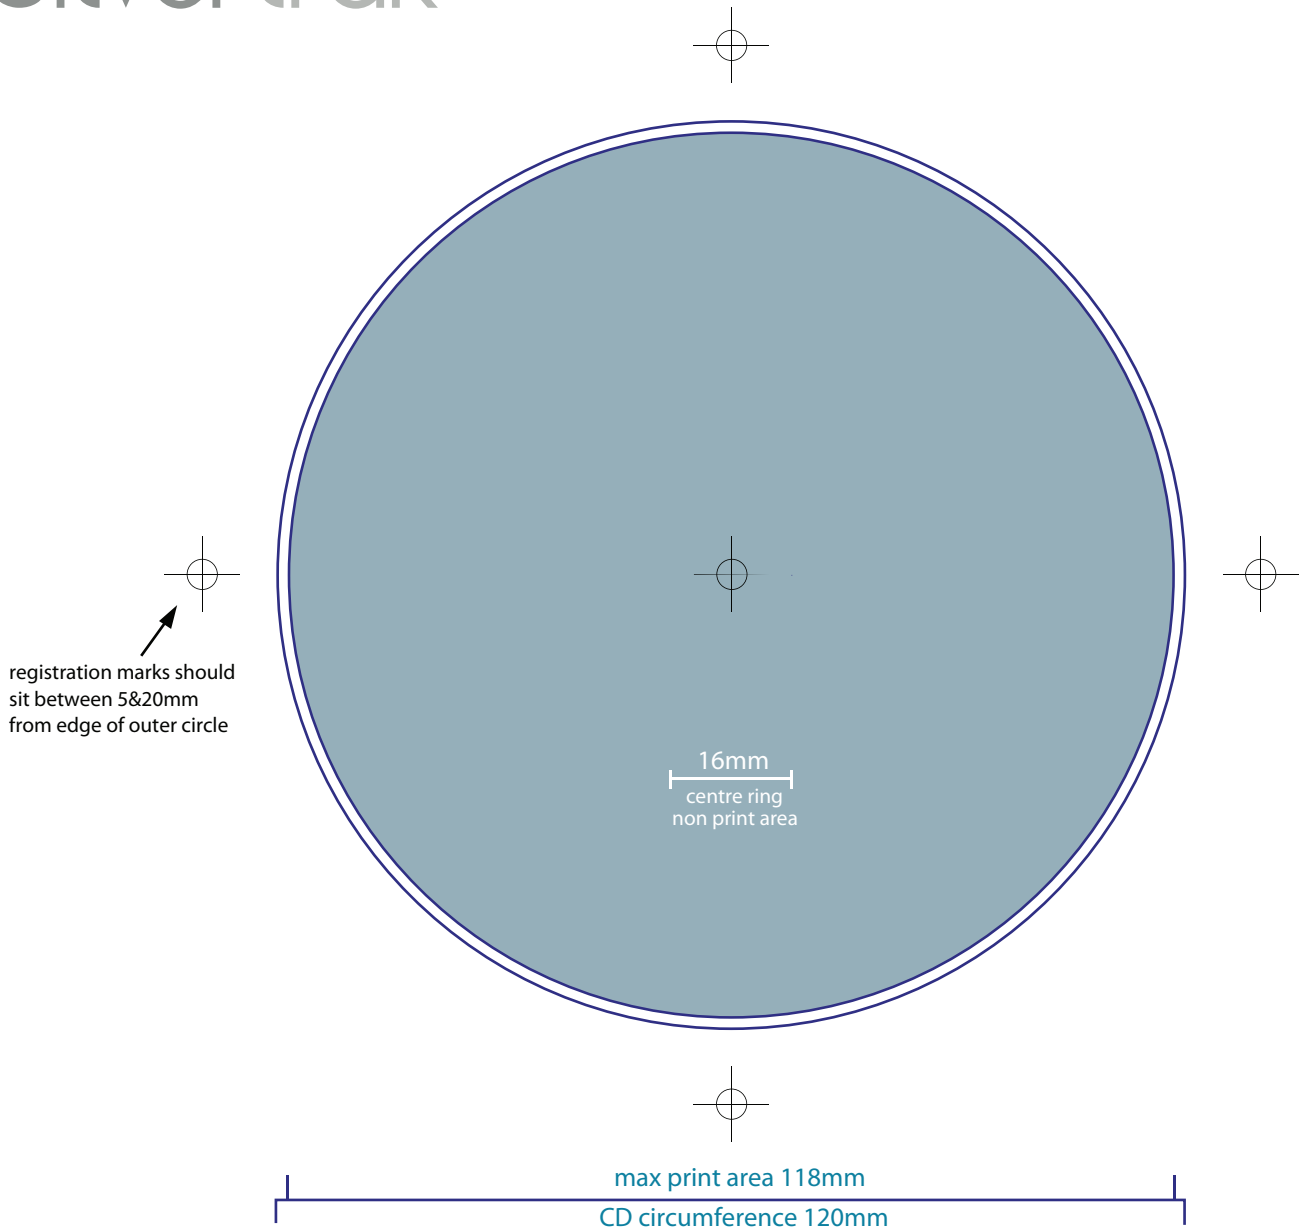 registration marks should
sit between 5&20mm
from edge of outer circle
16mm
centre ring
non print area
max print area 118mm
CD circumference 120mm